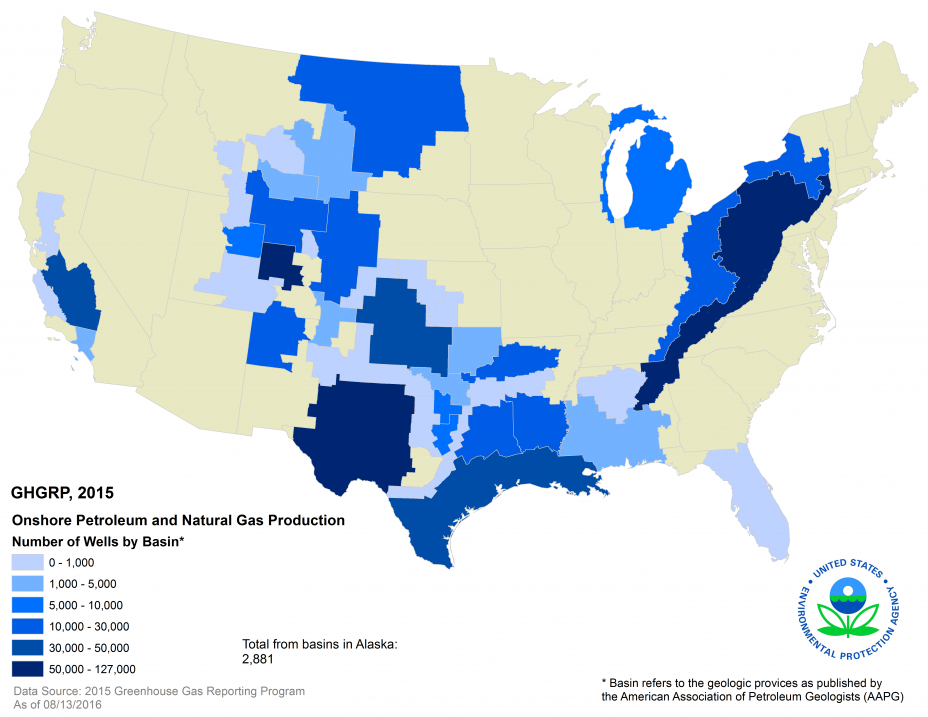 GHGRP, 2015
Onshore Petroleum and Natural Gas Production
Number of Wells by Basin*
0 - 1,000
1,000 - 5,000
5,000 - 10,000
10,000 - 30,000
30,000 - 50,000
50,000 - 127,000
Data Source: 2015 Greenhouse Gas Reporting Program
As of 08/13/2016
Total from basins in Alaska:
2,881
UNITED STATES
ENVIRONMENTAL PROTECTION AGENCY
* Basin refers to the geologic provices as published by
the American Association of Petroleum Geologists (AAPG)